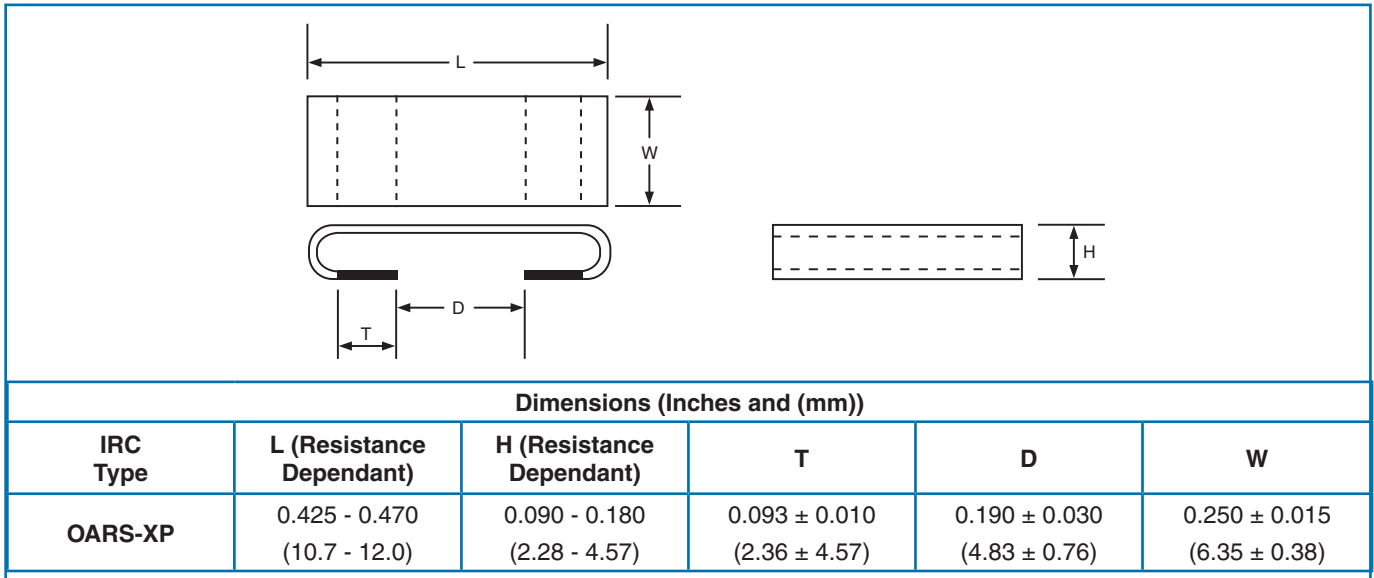 L
W
H
D
T
Dimensions (Inches and (mm))
IRC Type
L (Resistance Dependant)
H (Resistance Dependant)
T
D
W
OARS-XP
0.425 - 0.470
(10.7 - 12.0)
0.090 - 0.180
(2.28 - 4.57)
0.093 ± 0.010
(2.36 ± 4.57)
0.190 ± 0.030
(4.83 ± 0.76)
0.250 ± 0.015
(6.35 ± 0.38)